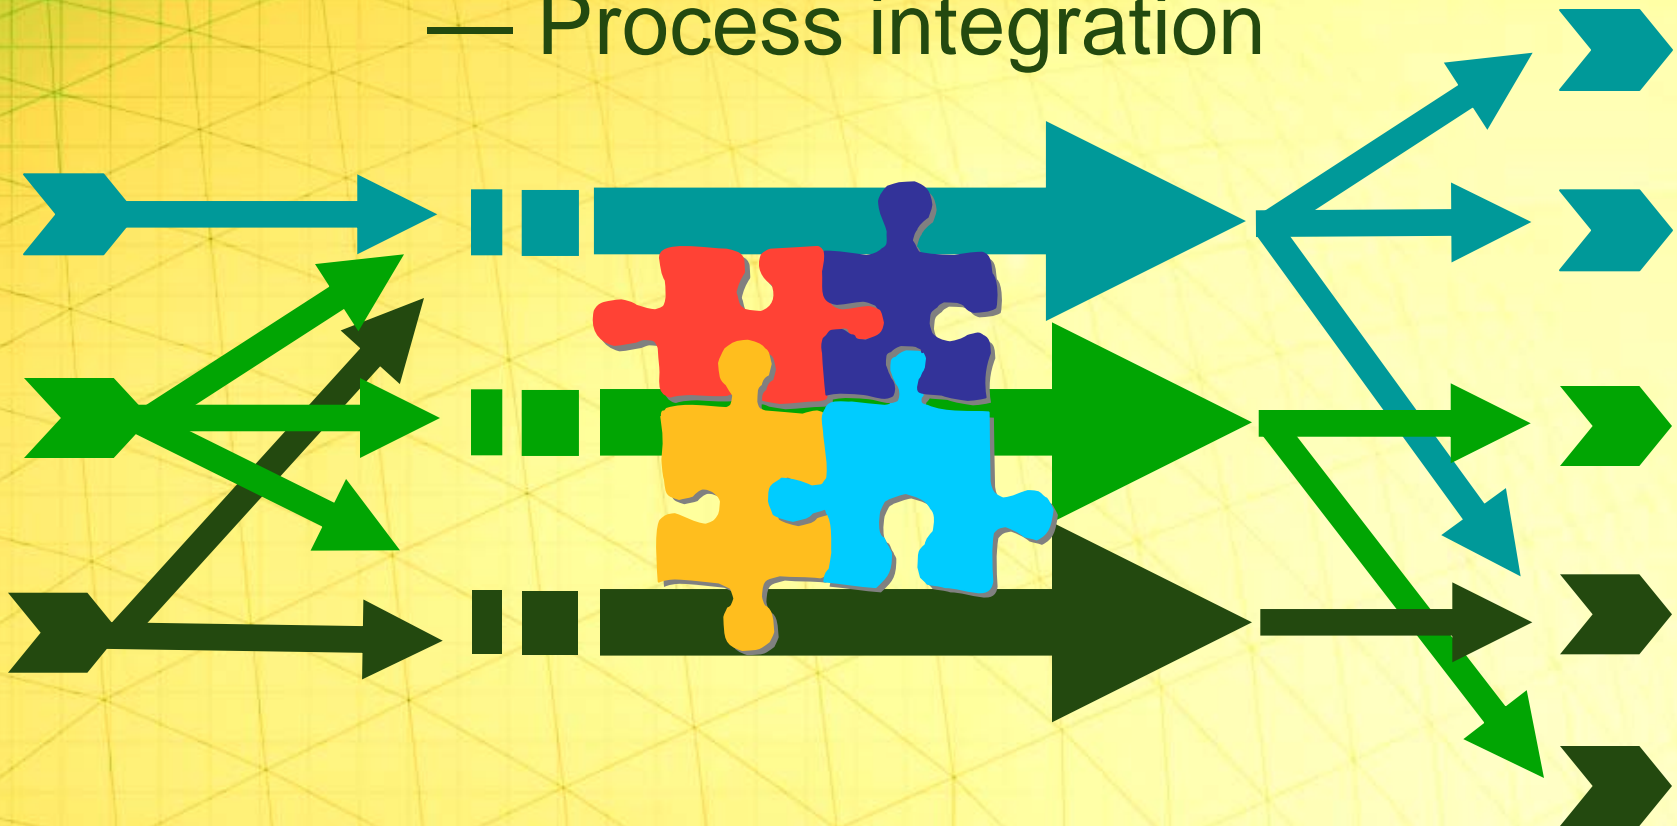 — Process integration